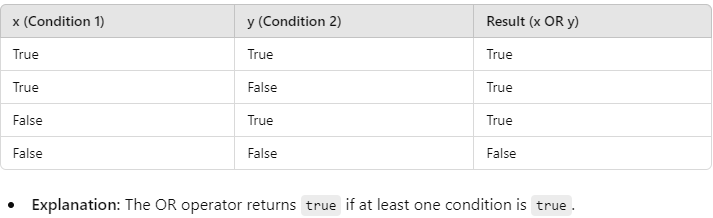 x (Condition 1) y (Condition 2) Result (x OR y)
True True True
True False True
False True True
False False False
• Explanation: The OR operator returns true if at least one condition is true.